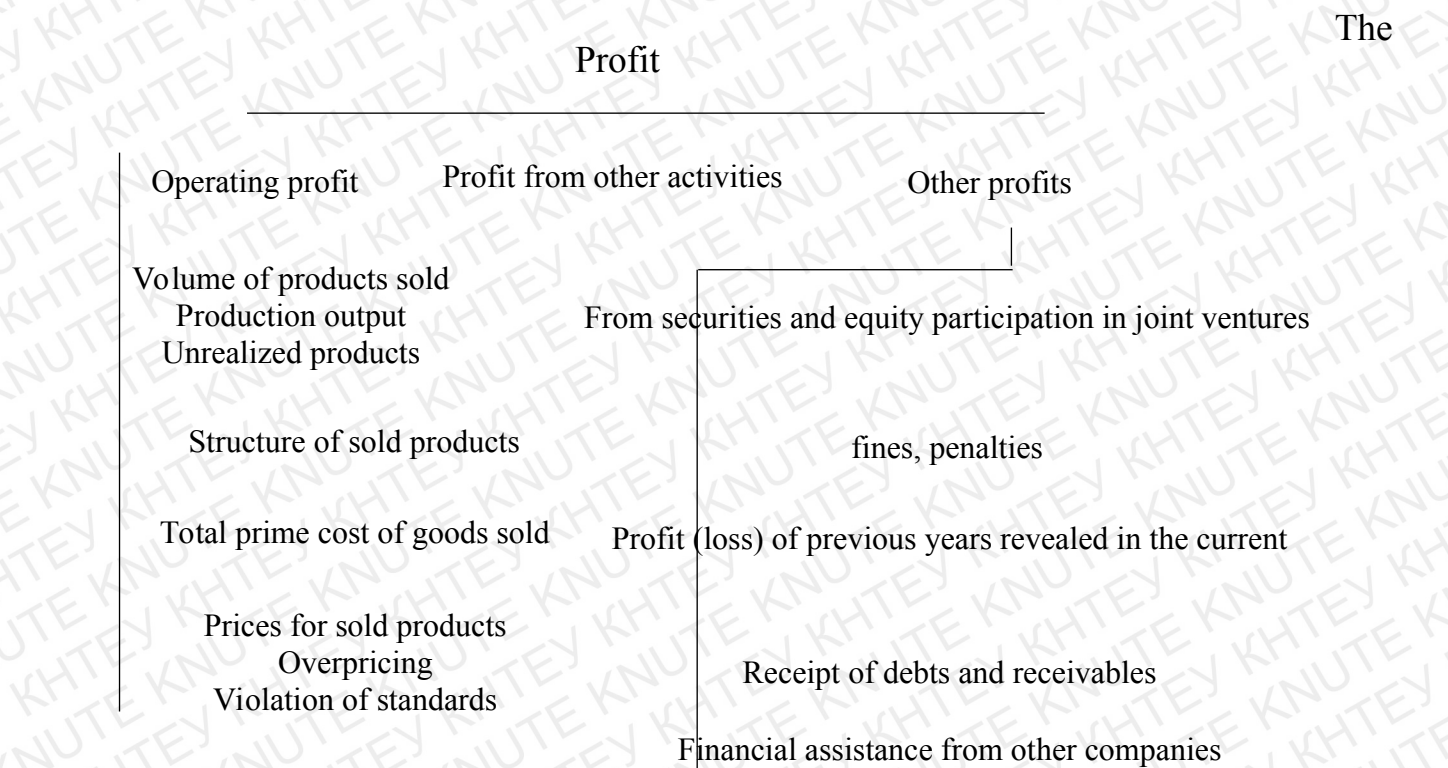 The
Profit
Operating profit
Profit from other activities
Other profits
Volume of products sold
Production output
Unrealized products
Structure of sold products
Total prime cost of goods sold
Prices for sold products
Overpricing
Violation of standards
From securities and equity participation in joint ventures
fines, penalties
Profit (loss) of previous years revealed in the current
Receipt of debts and receivables
Financial assistance from other companies